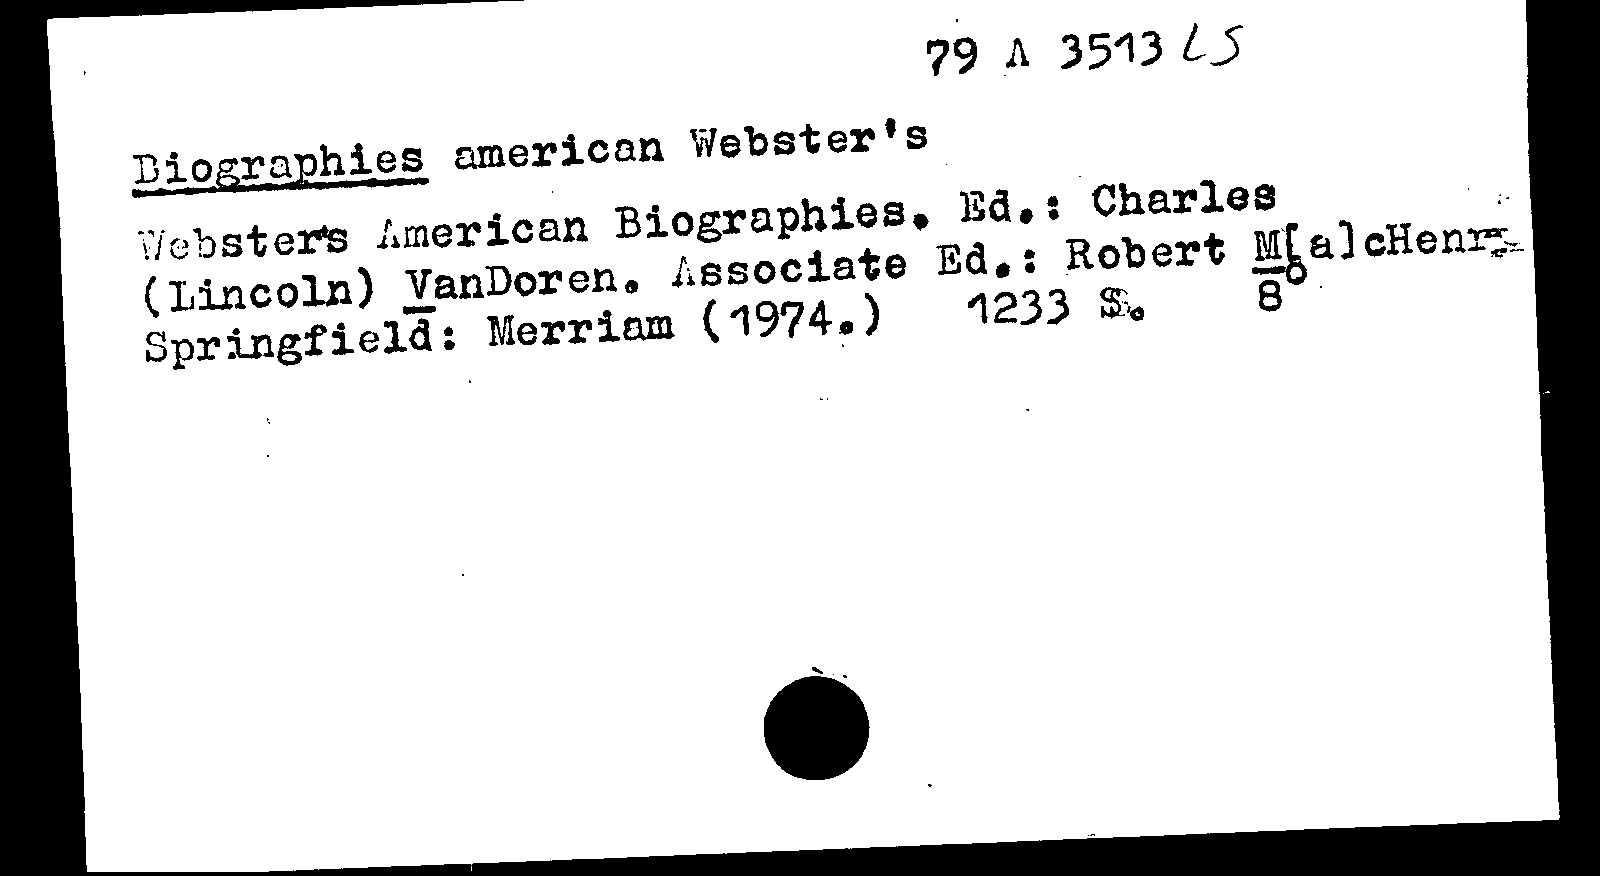 79 A 3513 LS
Biographies american Webster's
Webster's American Biographies. Ed.: Charles
(Lincoln) VanDoren. Associate Ed.: Robert M[a]cHenry.
Springfield: Merriam (1974.) 1233 S. 8°